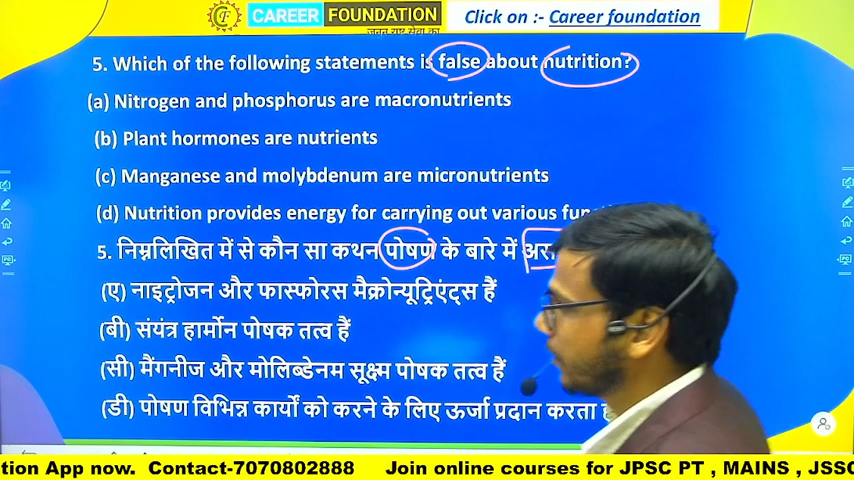 CAREER FOUNDATION
Click on :- Career foundation
5. Which of the following statements is false about nutrition?
(a) Nitrogen and phosphorus are macronutrients
(b) Plant hormones are nutrients
(c) Manganese and molybdenum are micronutrients
(d) Nutrition provides energy for carrying out various
5. निम्नलिखित में से कौन सा कथन पोषण के बारे में
(ए) नाइट्रोजन और फास्फोरस मैक्रोन्यूट्रिएंट्स हैं
(बी) संयंत्र हार्मोन पोषक तत्व हैं
(सी) मैंगनीज और मोलिब्डेनम सूक्ष्म पोषक तत्व हैं
(डी) पोषण विभिन्न कार्यों को करने के लिए ऊर्जा प्रदान करता
tion App now. Contact-7070802888 Join online courses for JPSC PT , MAINS , JSSC